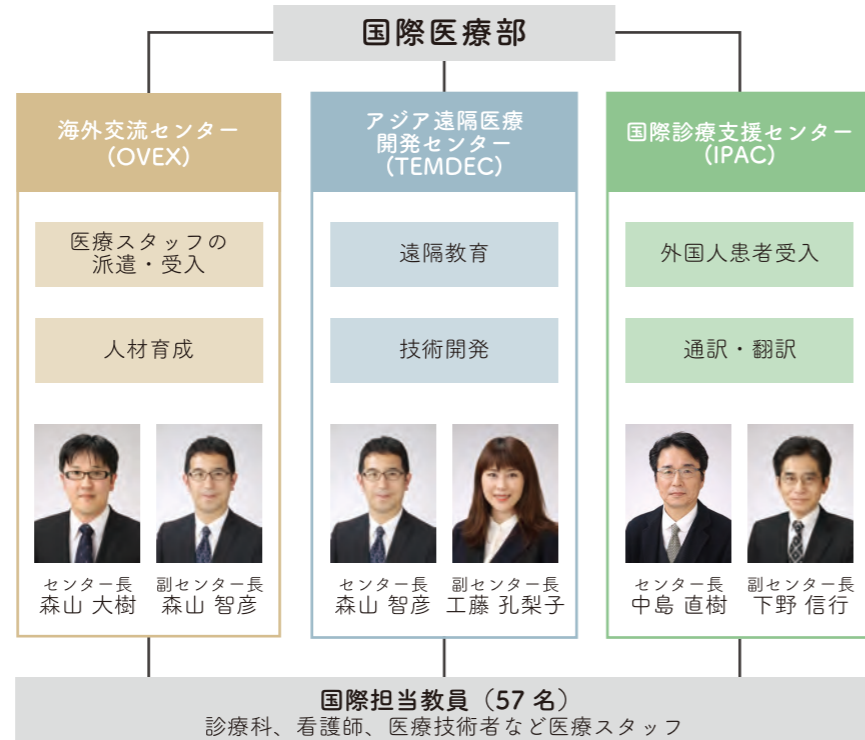 国際医療部
海外交流センター
(OVEX)
医療スタッフの
派遣・受入
人材育成
センター長
森山 大樹
副センター長
森山 智彦
アジア遠隔医療
開発センター
(TEMDEC)
遠隔教育
技術開発
センター長
森山 智彦
副センター長
工藤 孔梨子
国際診療支援センター
(IPAC)
外国人患者受入
通訳・翻訳
センター長
中島 直樹
副センター長
下野 信行
国際担当教員（57 名）
診療科、看護師、医療技術者など医療スタッフ